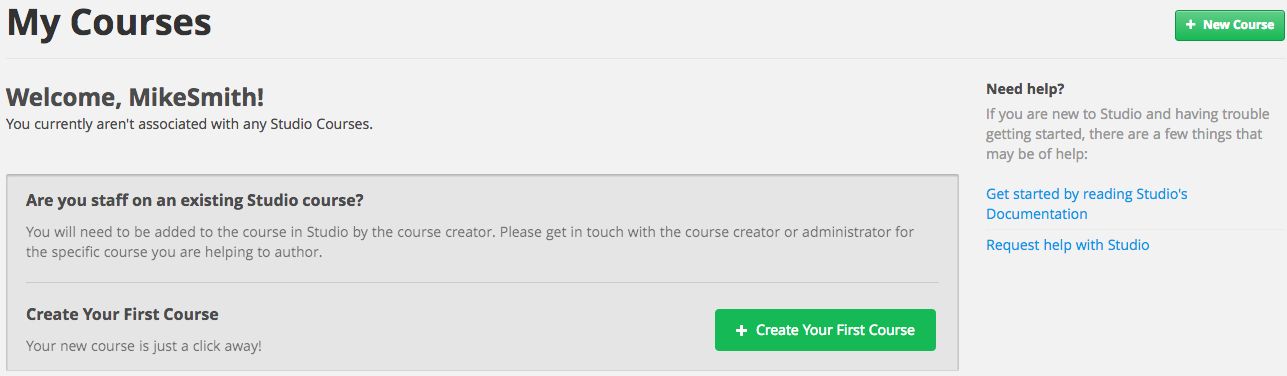 My Courses
+ New Course
Welcome, MikeSmith!
You currently aren't associated with any Studio Courses.
Are you staff on an existing Studio course?
You will need to be added to the course in Studio by the course creator. Please get in touch with the course creator or administrator for
the specific course you are helping to author.
Create Your First Course
Your new course is just a click away!
+ Create Your First Course
Need help?
If you are new to Studio and having trouble
getting started, there are a few things that
may be of help:
Get started by reading Studio's
Documentation
Request help with Studio